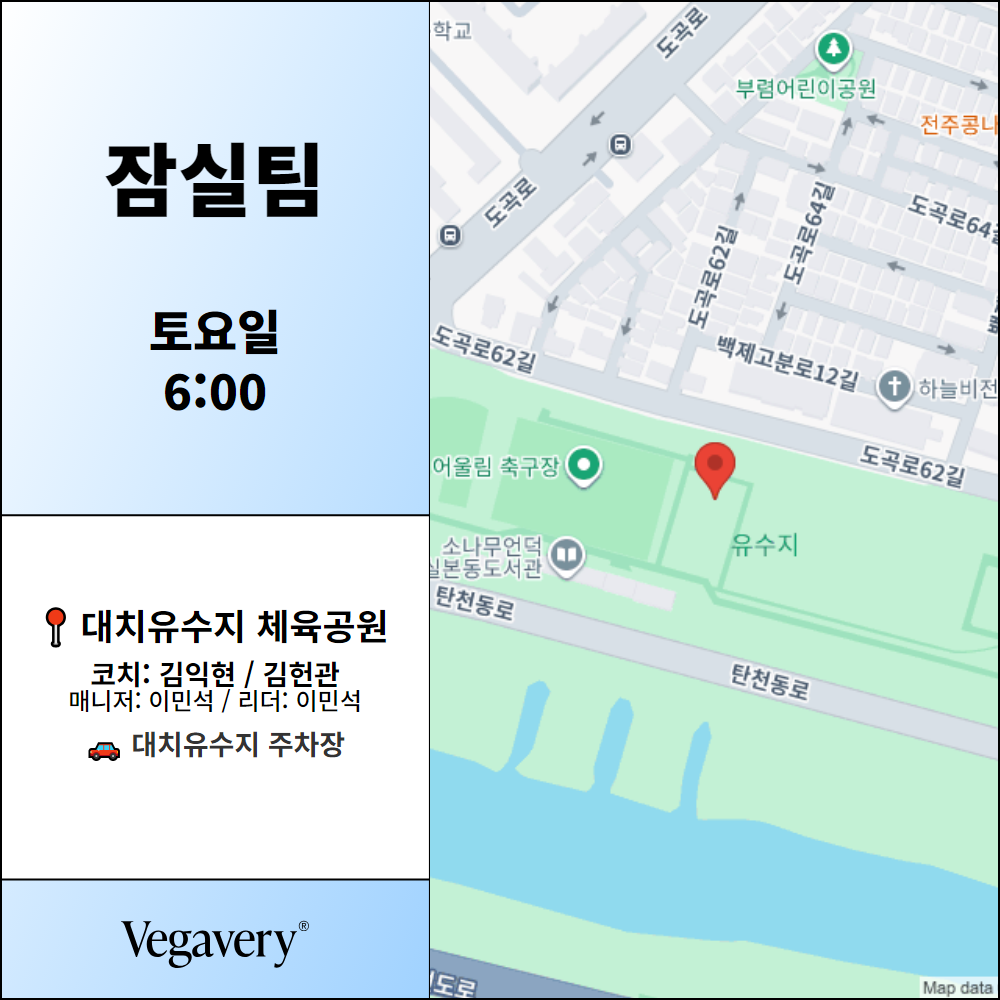 잠실팀
토요일
6:00
대치유수지 체육공원
코치: 김익현 / 김헌관
매니저: 이민석 / 리더: 이민석
대치유수지 주차장
Vegavery®
학교
도곡로
부렴어린이공원
전주콩나
도곡로
도곡로62길
도곡로64길
도곡로64길
도곡로62길
백제고분로12길
하늘비전
어울림 축구장
도곡로62길
소나무언덕
실본동도서관
유수지
탄천동로
탄천동로
도로
Map data